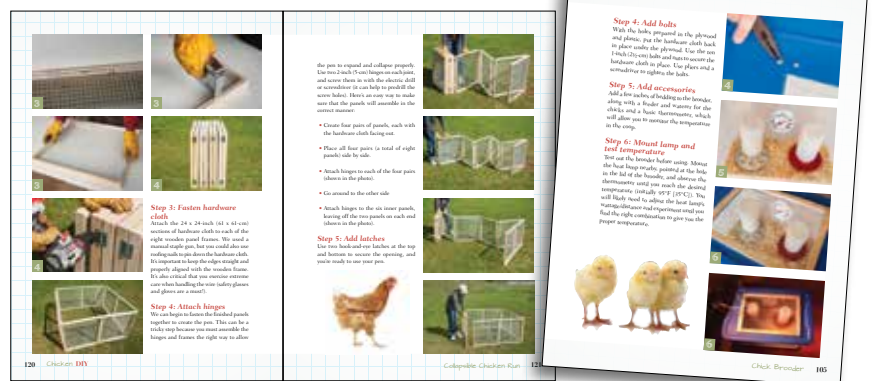 3
3
3
4
4
Step 3: Fasten hardware
cloth
Attach the 24 x 24-inch (61 x 61-cm)
sections of hardware cloth to each of the
eight wooden panel frames. We used a
manual staple gun, but you could also use
roofing nails to pin down the hardware cloth.
It's important to keep the edges straight and
properly aligned with the wooden frame.
It's also critical that you exercise extreme
care when handling the wire (safety glasses
and gloves are a must!).
Step 4: Attach hinges
We can begin to fasten the finished panels
together to create the pen. This can be a
tricky step because you must assemble the
hinges and frames the right way to allow
120 Chicken DIY
the pen to expand and collapse properly.
Use two 2-inch (5-cm) hinges on each joint,
and screw them in with the electric drill
or screwdriver (it can help to predrill the
screw holes). Here's an easy way to make
sure that the panels will assemble in the
correct manner:
• Create four pairs of panels, each with
the hardware cloth facing out.
• Place all four pairs (a total of eight
panels) side by side.
• Attach hinges to each of the four pairs
(shown in the photo).
• Go around to the other side
• Attach hinges to the six inner panels,
leaving off the two panels on each end
(shown in the photo).
Step 5: Add latches
Use two hook-and-eye latches at the top
and bottom to secure the opening, and
you're ready to use your pen.
Collapsible Chicken Run 121
Step 4: Add bolts
With the holes prepared in the plywood
and plastic, put the hardware cloth back
in place under the plywood. Use the ten
1-inch (2½-cm) bolts and nuts to secure the
hardware cloth in place. Use pliers and a
screwdriver to tighten the bolts.
Step 5: Add accessories
Add a few inches of bedding to the brooder,
along with a feeder and waterer for the
chicks and a basic thermometer, which
will allow you to monitor the temperature
in the coop.
Step 6: Mount lamp and
test temperature
Test out the brooder before using. Mount
the heat lamp nearby, pointed at the hole
in the lid of the brooder, and observe the
thermometer until you reach the desired
temperature (initially 95°F [35°C]). You
will likely need to adjust the heat lamp's
wattage/distance and experiment until you
find the right combination to give you the
proper temperature.
4
5
6
6
Chick Brooder 105